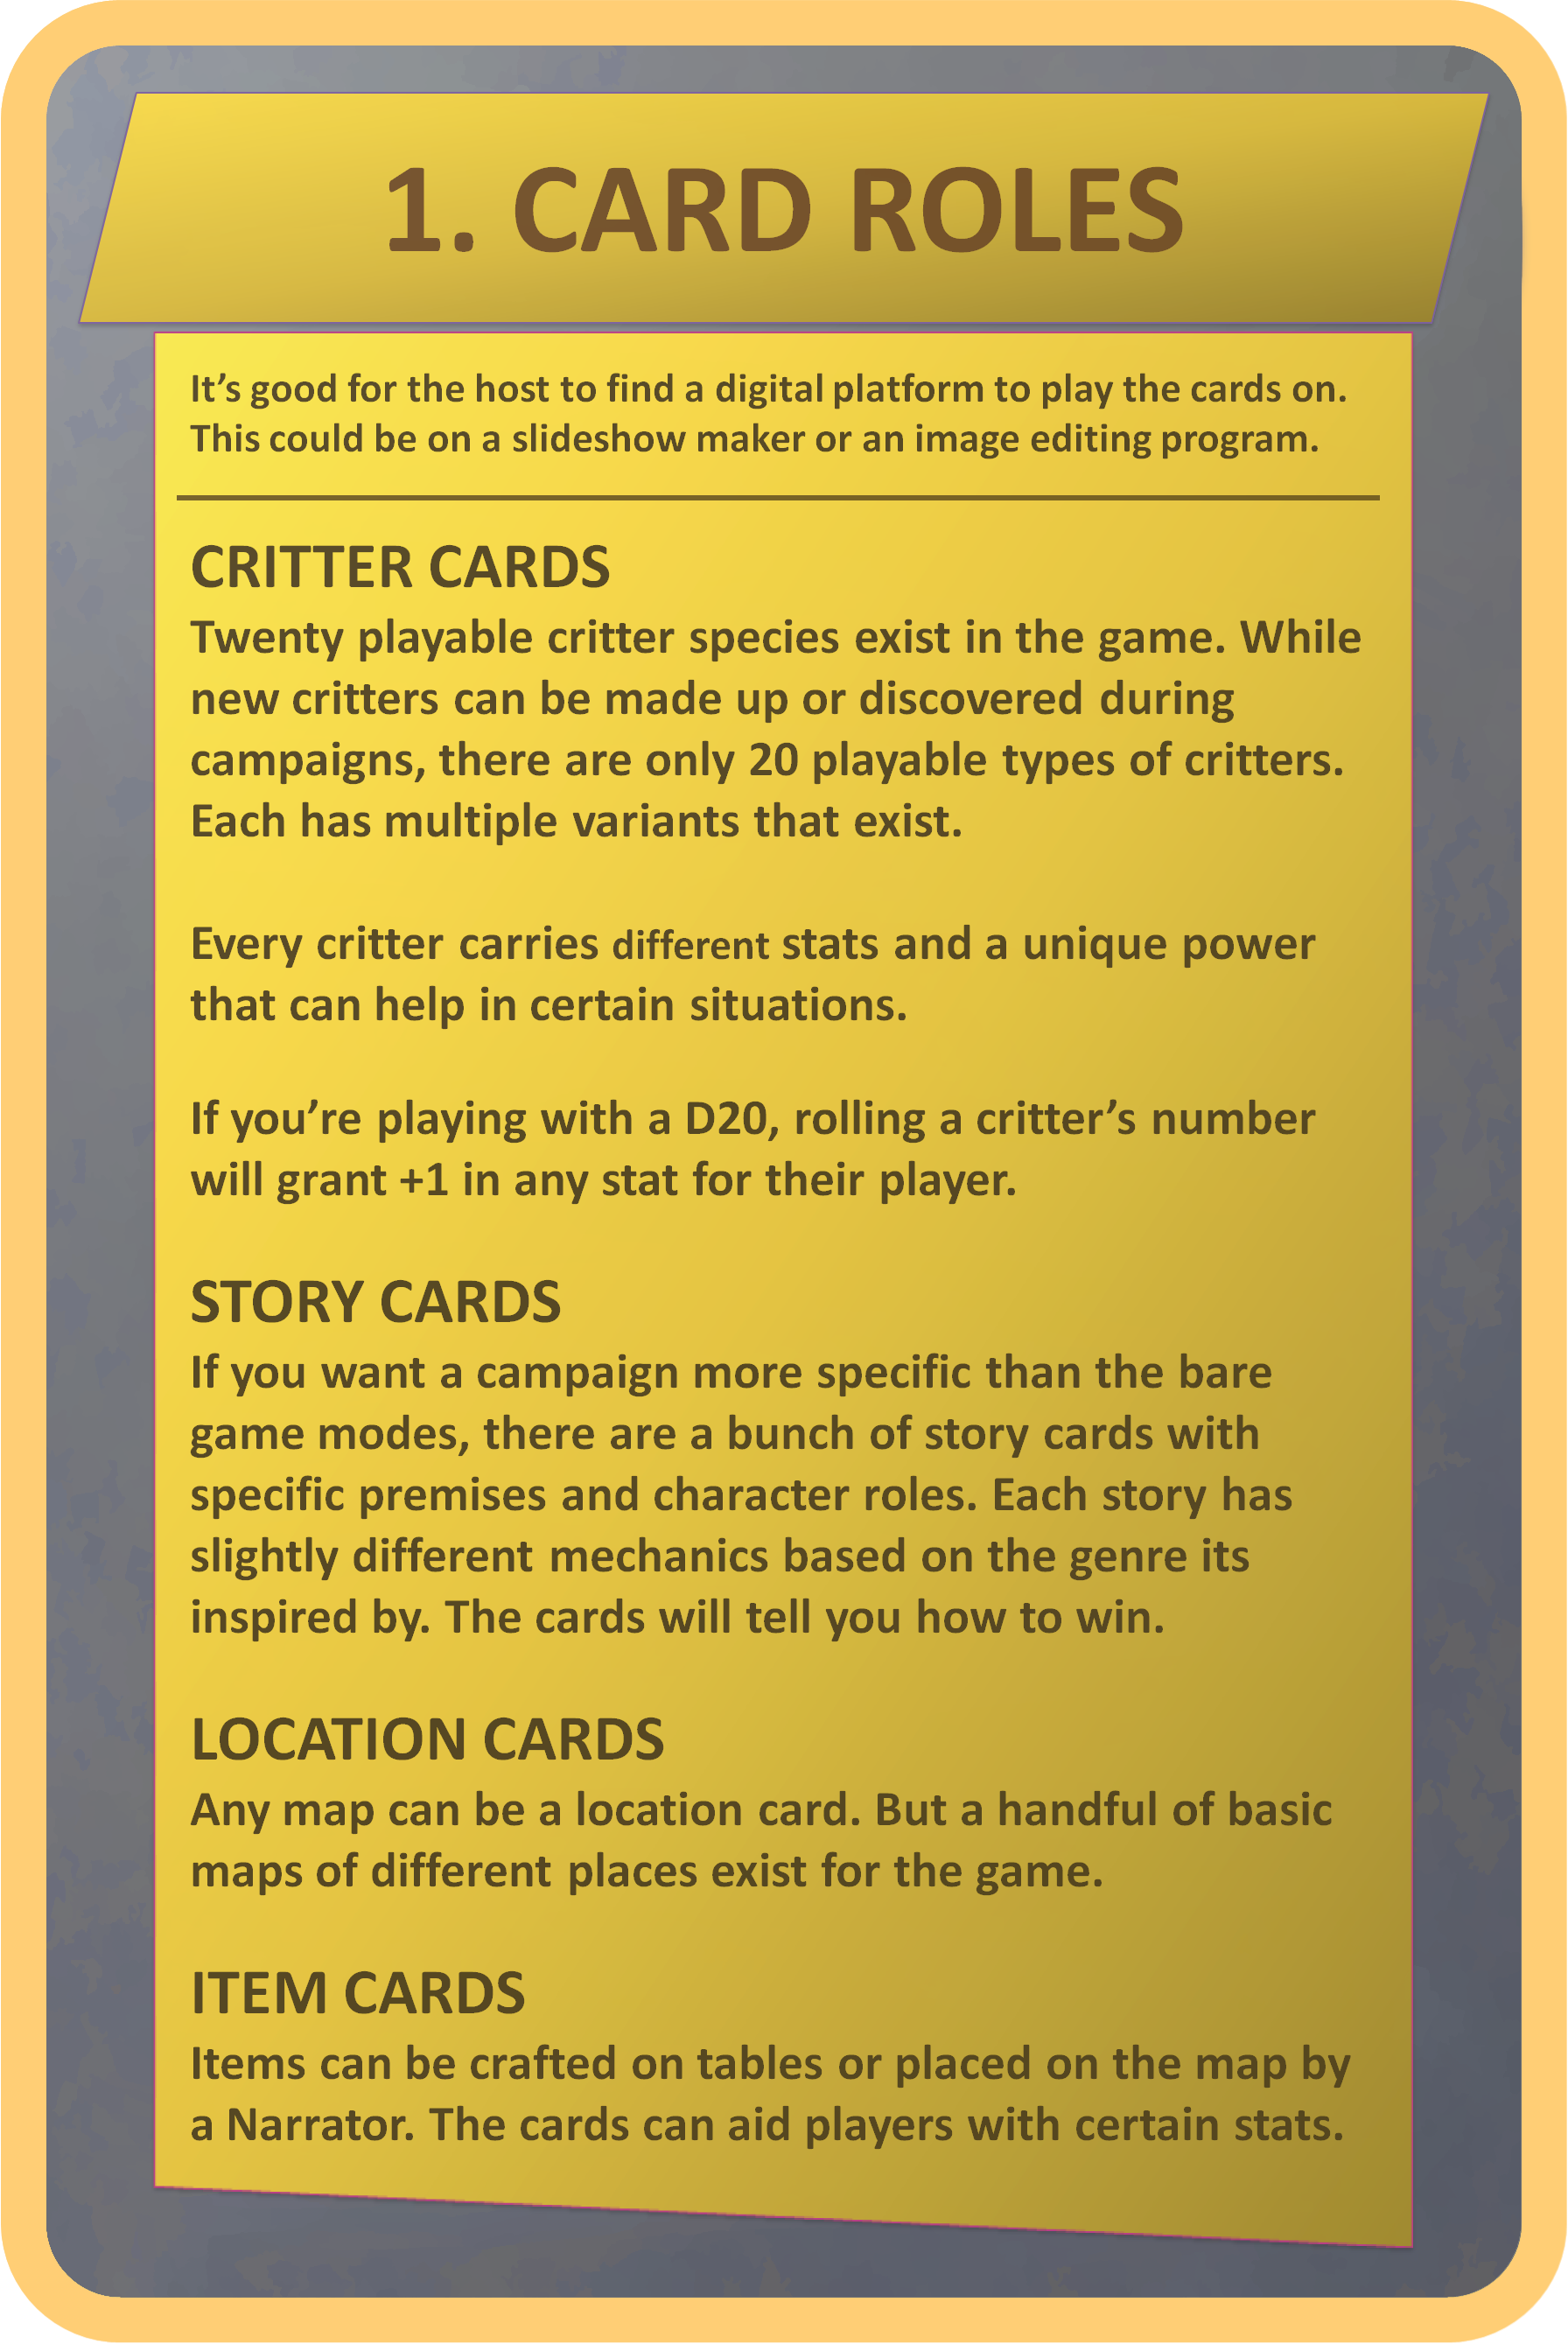 1. CARD ROLES
It’s good for the host to find a digital platform to play the cards on.
This could be on a slideshow maker or an image editing program.
CRITTER CARDS
Twenty playable critter species exist in the game. While
new critters can be made up or discovered during
campaigns, there are only 20 playable types of critters.
Each has multiple variants that exist.
Every critter carries different stats and a unique power
that can help in certain situations.
If you’re playing with a D20, rolling a critter’s number
will grant +1 in any stat for their player.
STORY CARDS
If you want a campaign more specific than the bare
game modes, there are a bunch of story cards with
specific premises and character roles. Each story has
slightly different mechanics based on the genre its
inspired by. The cards will tell you how to win.
LOCATION CARDS
Any map can be a location card. But a handful of basic
maps of different places exist for the game.
ITEM CARDS
Items can be crafted on tables or placed on the map by
a Narrator. The cards can aid players with certain stats.